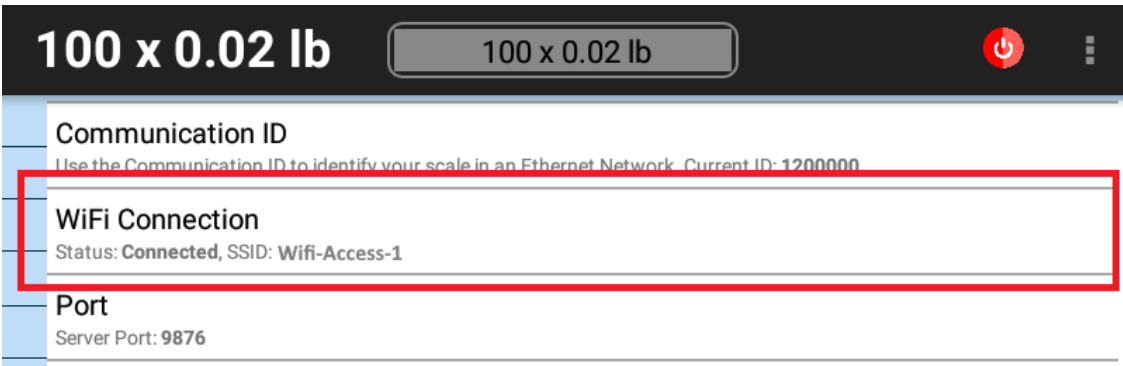 100 x 0.02 lb
100 x 0.02 lb
Communication ID
Use the Communication ID to identify your scale in an Ethernet Network. Current ID: 1200000
WiFi Connection
Status: Connected, SSID: Wifi-Access-1
Port
Server Port: 9876